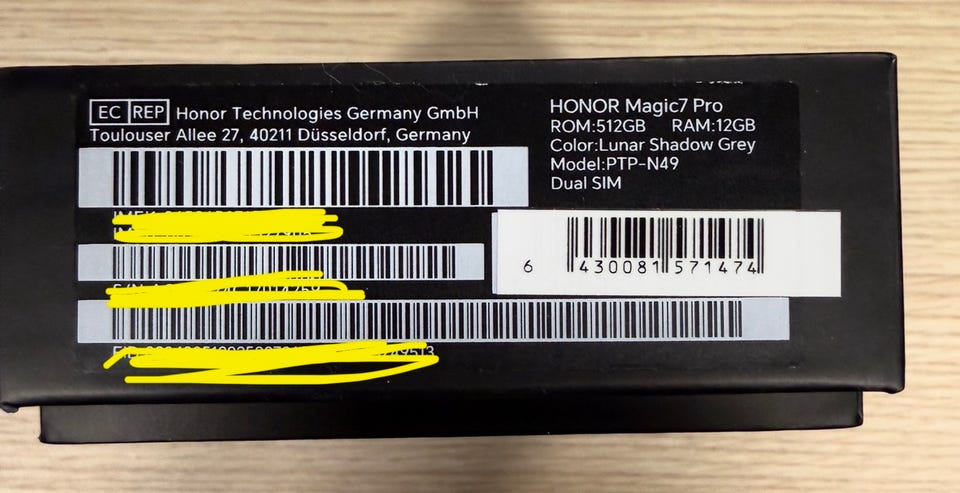 EC REP Honor Technologies Germany GmbH
Toulouser Allee 27, 40211 Düsseldorf, Germany
HONOR Magic7 Pro
ROM:512GB RAM:12GB
Color:Lunar Shadow Grey
Model:PTP-N49
Dual SIM
6 430081 571474